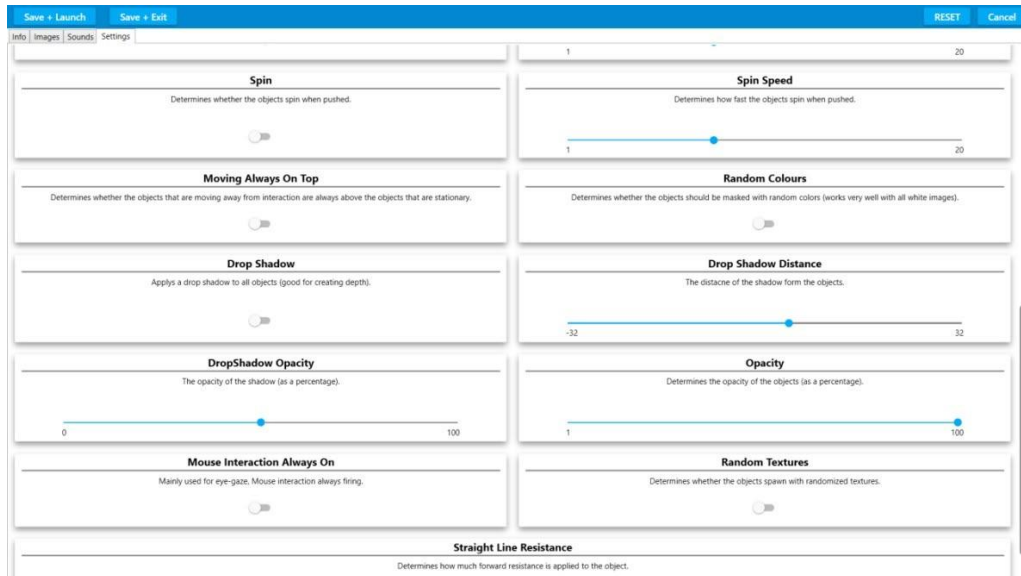 Save + Launch Save + Exit RESET Cancel
Info Images Sounds Settings
1 20
Spin
Determines whether the objects spin when pushed.
Spin Speed
Determines how fast the objects spin when pushed.
1 20
Moving Always On Top
Determines whether the objects that are moving away from interaction are always above the objects that are stationary.
Random Colours
Determines whether the objects should be masked with random colors (works very well with all white images).
Drop Shadow
Applys a drop shadow to all objects (good for creating depth).
Drop Shadow Distance
The distacne of the shadow form the objects.
-32 32
DropShadow Opacity
The opacity of the shadow (as a percentage).
0 100
Opacity
Determines the opacity of the objects (as a percentage).
1 100
Mouse Interaction Always On
Mainly used for eye-gaze. Mouse interaction always firing.
Random Textures
Determines whether the objects spawn with randomized textures.
Straight Line Resistance
Determines how much forward resistance is applied to the object.